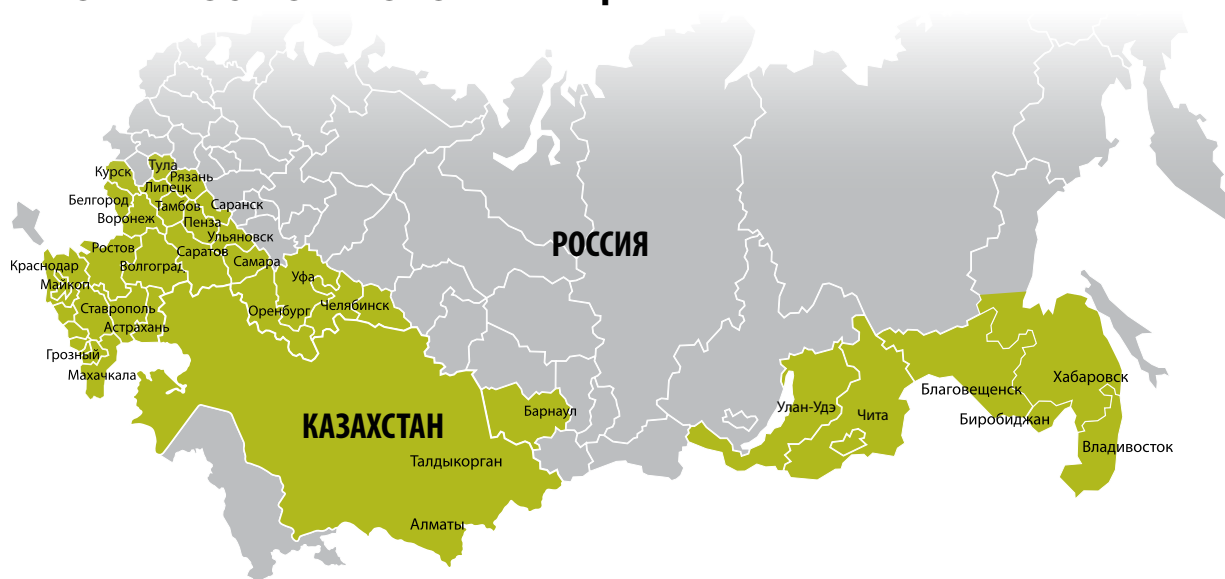 Тула
Курск
Рязань
Липецк
Белгород
Тамбов
Саранск
Воронеж
Пенза
Ульяновск
РОССИЯ
Ростов
Саратов
Краснодар
Волгоград
Самара
Майкоп
Уфа
Ставрополь
Оренбург
Челябинск
Астрахань
Грозный
Махачкала
Хабаровск
Благовещенск
Улан-Удэ
Барнаул
Чита
Биробиджан
КАЗАХСТАН
Владивосток
Талдыкорган
Алматы